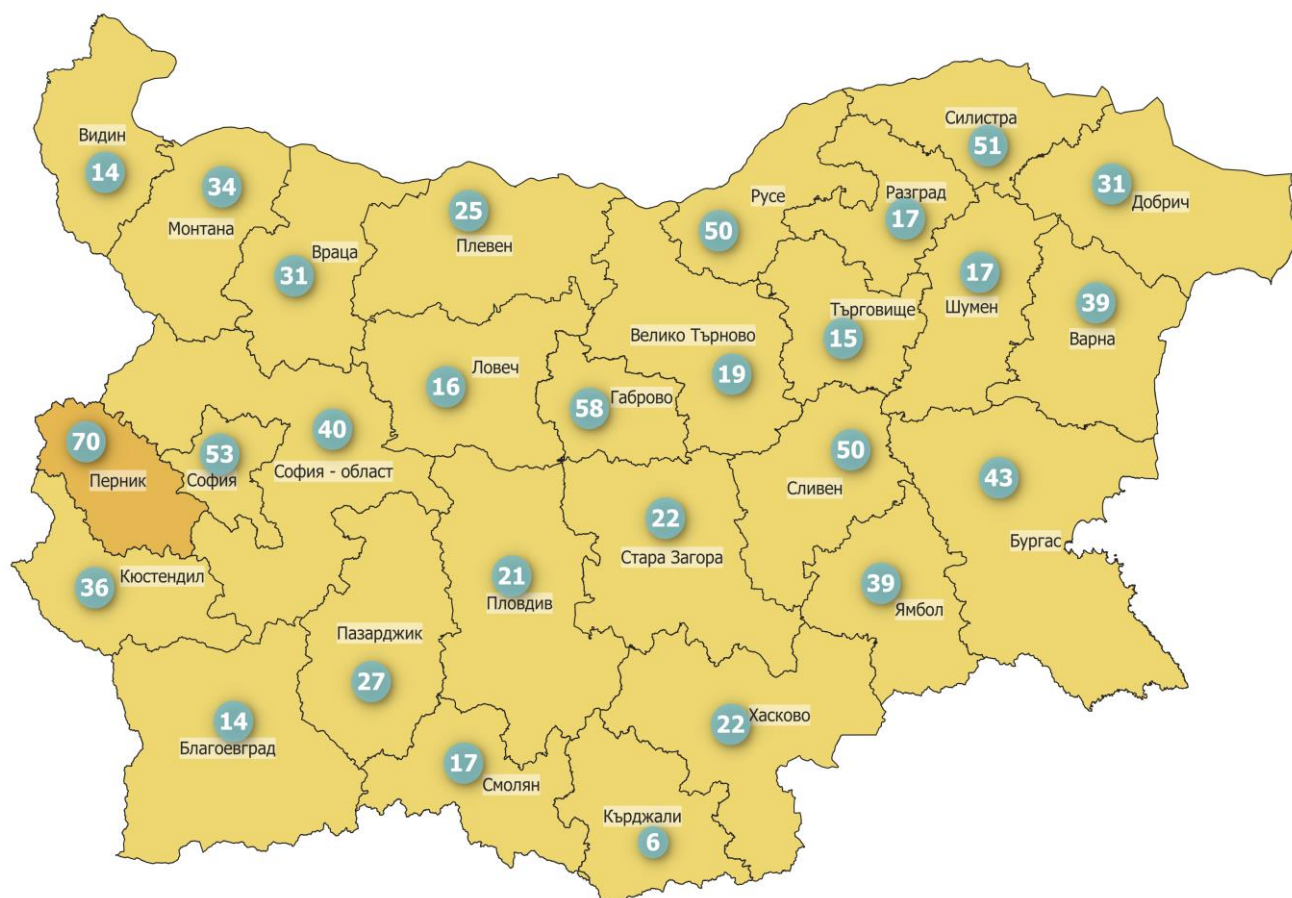 Видин
14
34
Монтана
Враца
31
25
Плевен
Русе
50
Разград
17
Силистра
51
31
Добрич
17
Шумен
39
Варна
Търговище
15
Велико Търново
19
Ловеч
16
Габрово
58
70
Перник
53
София
40
София - област
50
Сливен
43
Бургас
22
Стара Загора
36
Кюстендил
21
Пловдив
39
Ямбол
Пазарджик
27
14
Благоевград
22
Хасково
17
Смолян
Кърджали
6